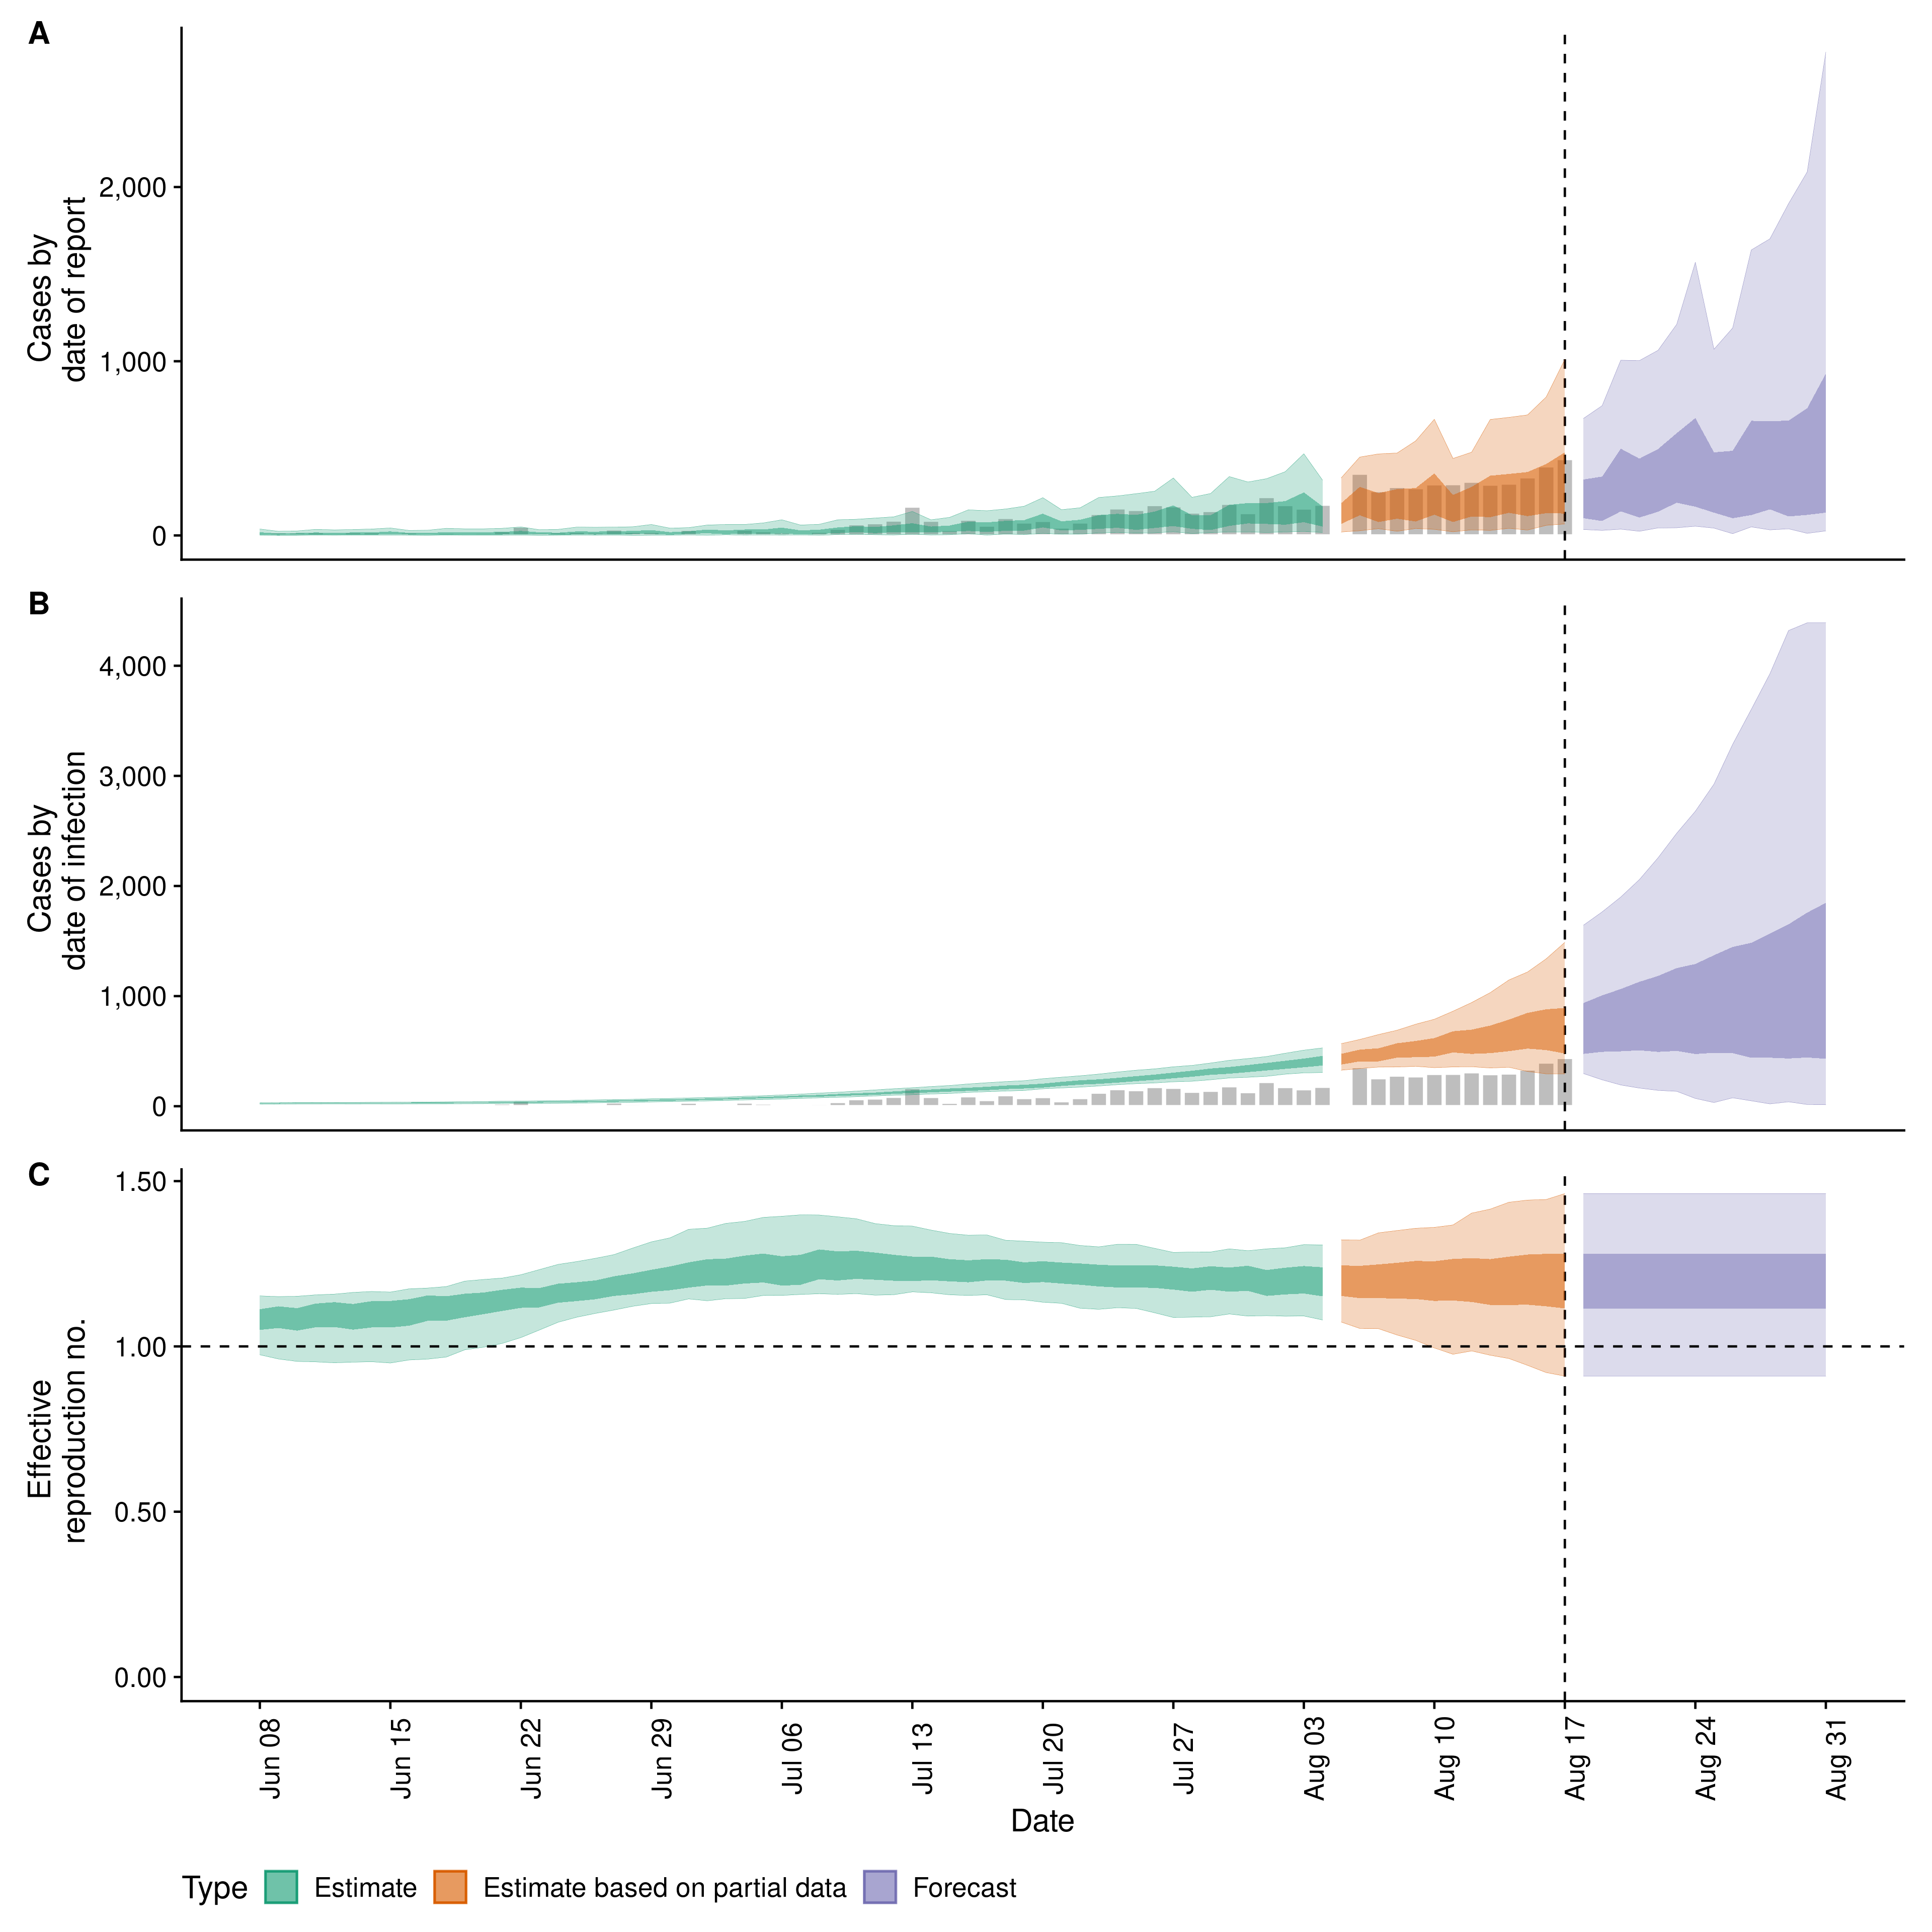 A
Cases by
date of report
2,000
1,000
0
B
Cases by
date of infection
4,000
3,000
2,000
1,000
0
C
Effective
reproduction no.
1.50
1.00
0.50
0.00
Jun 08
Jun 15
Jun 22
Jun 29
Jul 06
Jul 13
Jul 20
Jul 27
Aug 03
Aug 10
Aug 17
Aug 24
Aug 31
Date
Type Estimate Estimate based on partial data Forecast